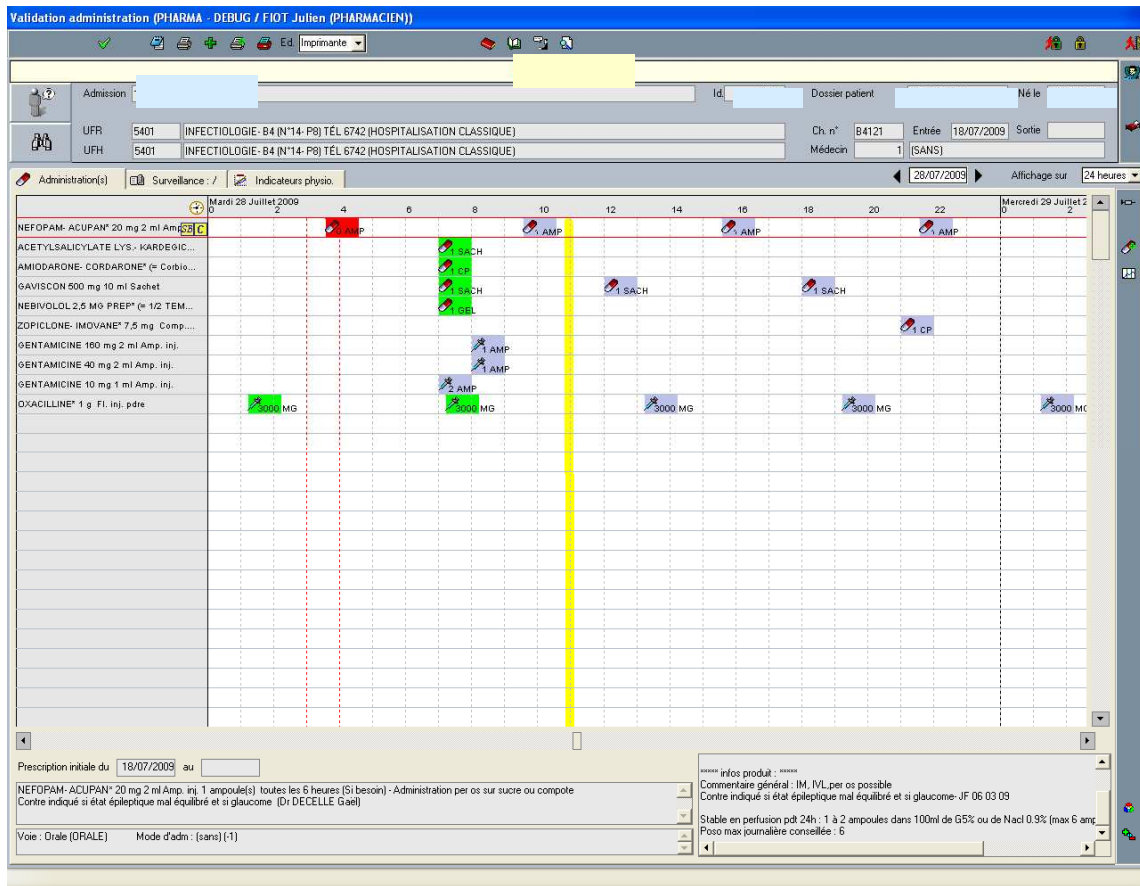 Validation administration (PHARMA - DEBUG / FIOT Julien (PHARMACIEN))
Ed. Imprimante
Admission Id. Dossier patient Né le
UFR 5401 INFECTIOLOGIE- B4 (N°14- P8) TÉL 6742 (HOSPITALISATION CLASSIQUE) Ch. n° B4121 Entrée 18/07/2009 Sortie
UFH 5401 INFECTIOLOGIE- B4 (N°14- P8) TÉL 6742 (HOSPITALISATION CLASSIQUE) Médecin 1 (SANS)
Administration(s) Surveillance : / Indicateurs physio. 28/07/2009 Affichage sur 24 heures
Mardi 28 Juillet 2009 Mercredi 29 Juillet 2
0 2 4 6 8 10 12 14 16 18 20 22 0 2
NEFOPAM- ACUPAN* 20 mg 2 ml Amp SB C AMP AMP AMP AMP
ACETYLSALICYLATE LYS.- KARDEGIC... 1 SACH
AMIODARONE- CORDARONE* (= Corbio... 1 CP
GAVISCON 500 mg 10 ml Sachet 1 SACH 1 SACH 1 SACH
NEBIVOLOL 2,5 MG PREP* (= 1/2 TEM... 1 GEL
ZOPICLONE- IMOVANE* 7,5 mg Comp.... 1 CP
GENTAMICINE 160 mg 2 ml Amp. inj. 1 AMP
GENTAMICINE 40 mg 2 ml Amp. inj. 1 AMP
GENTAMICINE 10 mg 1 ml Amp. inj. 2 AMP
OXACILLINE* 1 g Fl. inj. pdre 3000 MG 3000 MG 3000 MG 3000 MG 3000 MG
Prescription initiale du 18/07/2009 au
NEFOPAM- ACUPAN* 20 mg 2 ml Amp. inj. 1 ampoule(s) toutes les 6 heures (Si besoin) - Administration per os sur sucre ou compote
Contre indiqué si état épileptique mal équilibré et si glaucome (Dr DECELLE Gaël)
Voie : Orale (ORALE) Mode d'adm : (sans) (-1)
***** infos produit : *****
Commentaire général : IM, IVL,per os possible
Contre indiqué si état épileptique mal équilibré et si glaucome- JF 06 03 09
Stable en perfusion pdt 24h : 1 à 2 ampoules dans 100ml de G5% ou de Nacl 0.9% (max 6 amp
Poso max journalière conseillée : 6